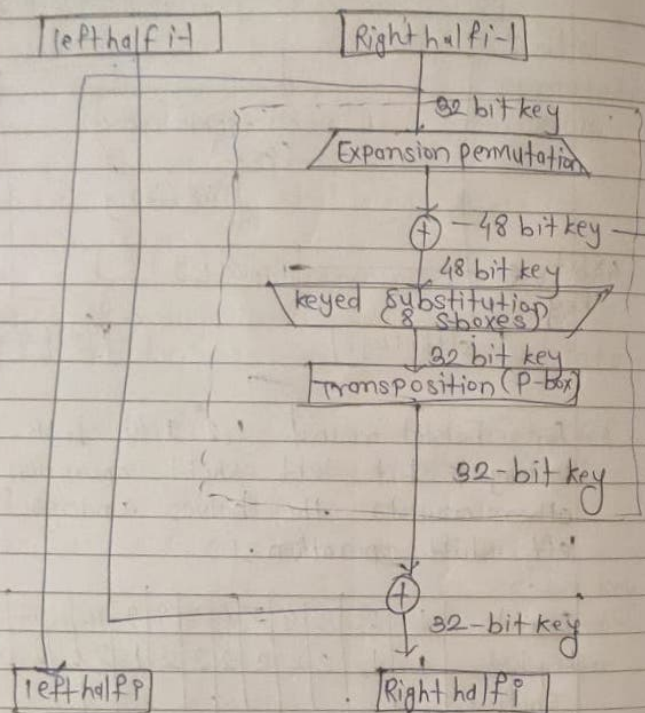 left half i-1
Right half i-1
32 bit key
Expansion permutation
48 bit key
48 bit key
keyed substitution
(8 sboxes)
32 bit key
Transposition (P-box)
32-bit key
32-bit key
left half i
Right half i